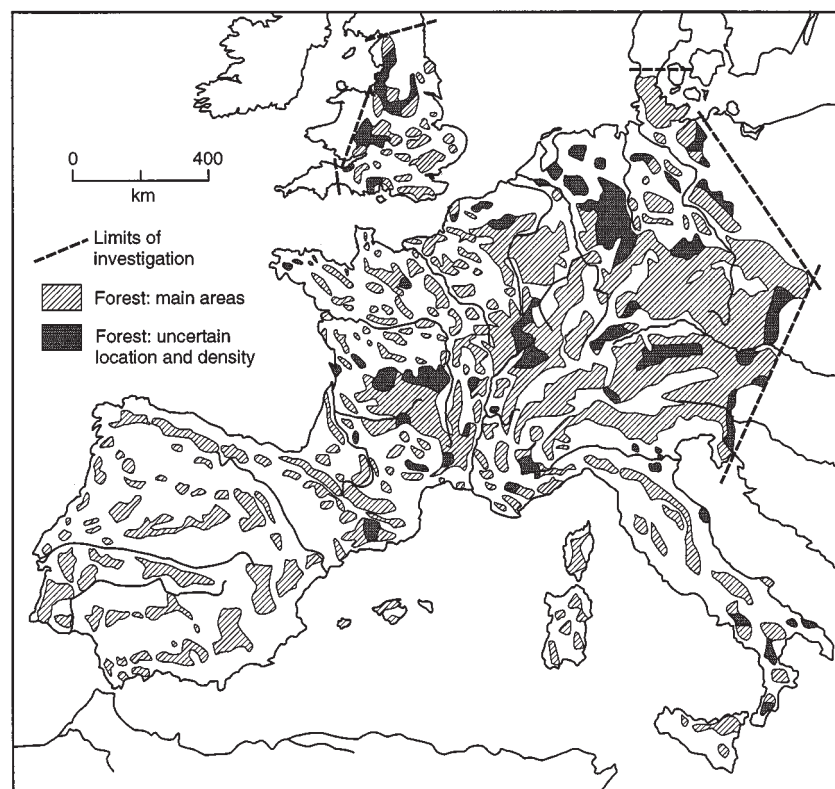 0 400
km
Limits of
investigation
Forest: main areas
Forest: uncertain
location and density